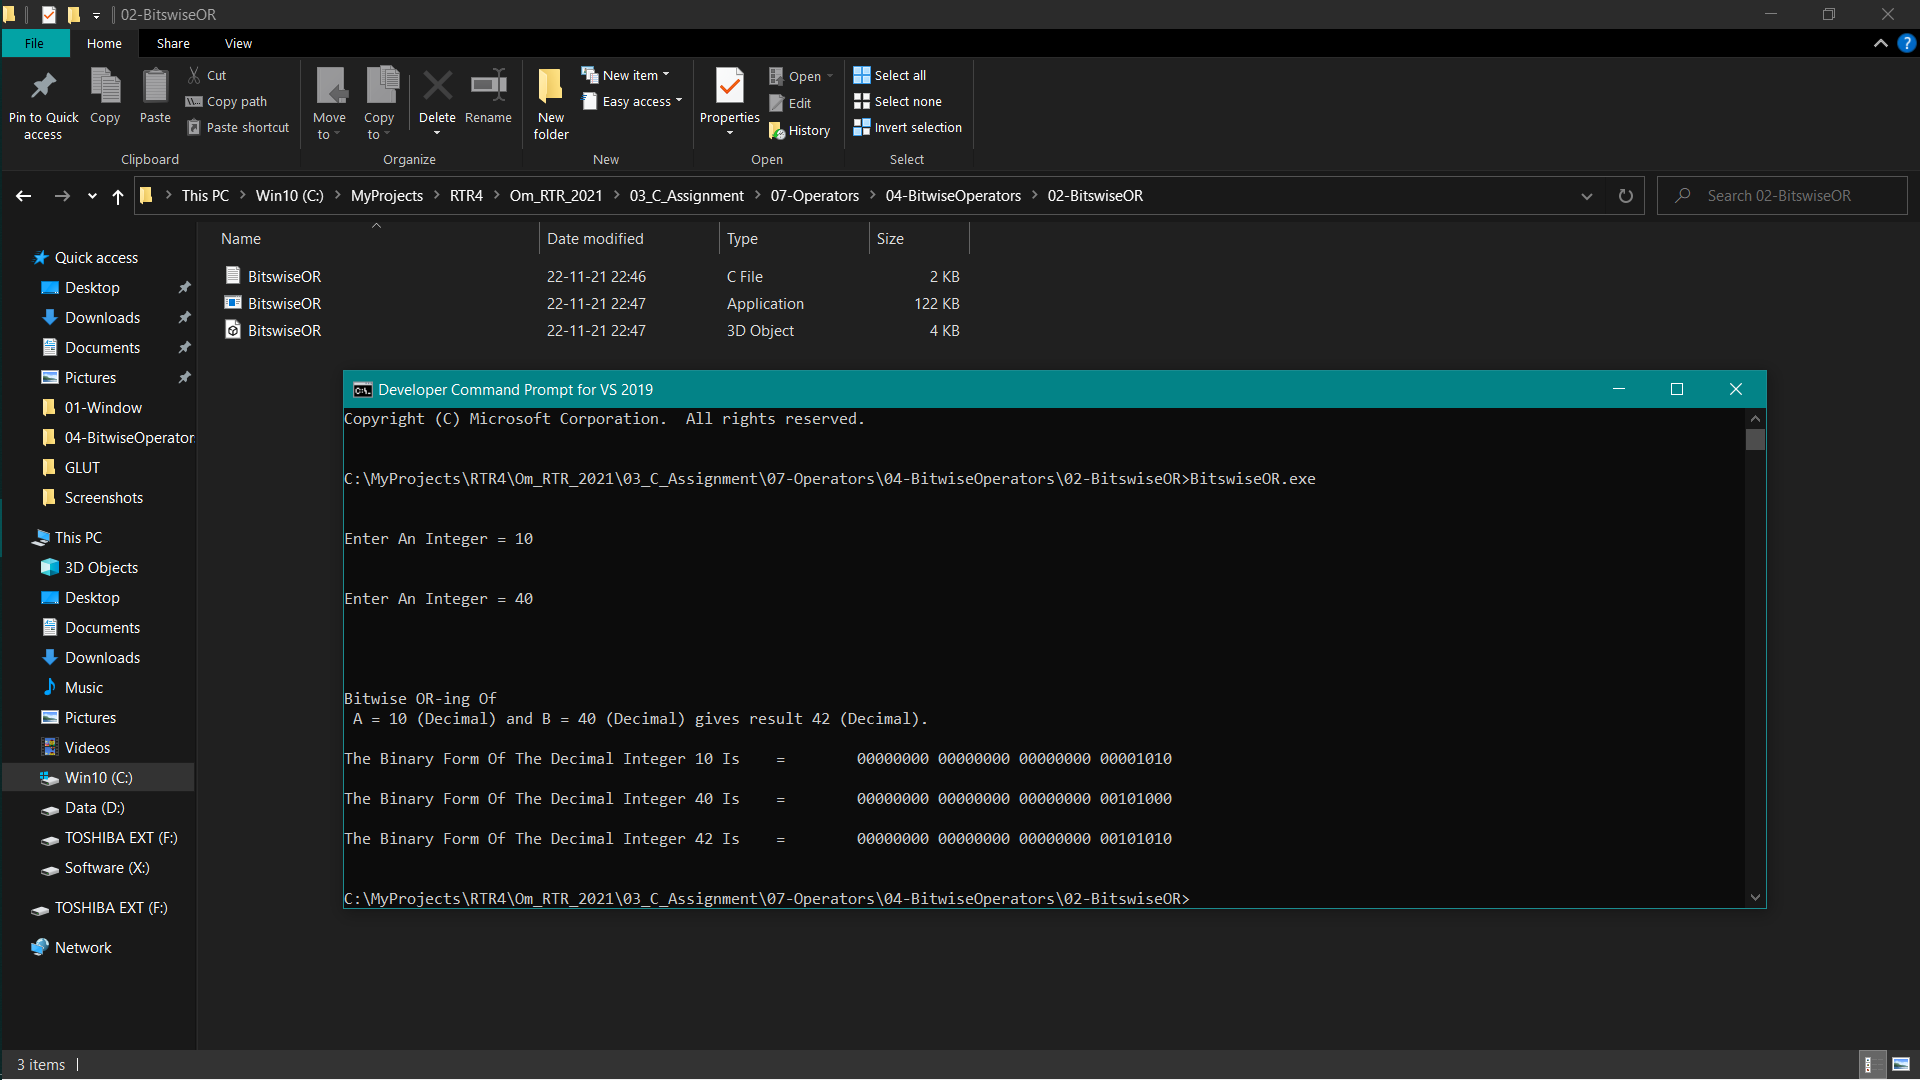 02-BitswiseOR
File Home Share View
Pin to Quick access
Copy
Paste
Cut
Copy path
Paste shortcut
Clipboard
Move to
Copy to
Delete
Rename
Organize
New folder
New item
Easy access
New
Properties
Open
Edit
History
Open
Select all
Select none
Invert selection
Select
This PC > Win10 (C:) > MyProjects > RTR4 > Om_RTR_2021 > 03_C_Assignment > 07-Operators > 04-BitwiseOperators > 02-BitswiseOR
Search 02-BitswiseOR
Name Date modified Type Size
BitswiseOR 22-11-21 22:46 C File 2 KB
BitswiseOR 22-11-21 22:47 Application 122 KB
BitswiseOR 22-11-21 22:47 3D Object 4 KB
Quick access
Desktop
Downloads
Documents
Pictures
01-Window
04-BitwiseOperator
GLUT
Screenshots
This PC
3D Objects
Desktop
Documents
Downloads
Music
Pictures
Videos
Win10 (C:)
Data (D:)
TOSHIBA EXT (F:)
Software (X:)
TOSHIBA EXT (F:)
Network
Developer Command Prompt for VS 2019
Copyright (C) Microsoft Corporation.  All rights reserved.
C:\MyProjects\RTR4\Om_RTR_2021\03_C_Assignment\07-Operators\04-BitwiseOperators\02-BitswiseOR>BitswiseOR.exe
Enter An Integer = 10
Enter An Integer = 40
Bitwise OR-ing Of
A = 10 (Decimal) and B = 40 (Decimal) gives result 42 (Decimal).
The Binary Form Of The Decimal Integer 10 Is    =        00000000 00000000 00000000 00001010
The Binary Form Of The Decimal Integer 40 Is    =        00000000 00000000 00000000 00101000
The Binary Form Of The Decimal Integer 42 Is    =        00000000 00000000 00000000 00101010
C:\MyProjects\RTR4\Om_RTR_2021\03_C_Assignment\07-Operators\04-BitwiseOperators\02-BitswiseOR>
3 items